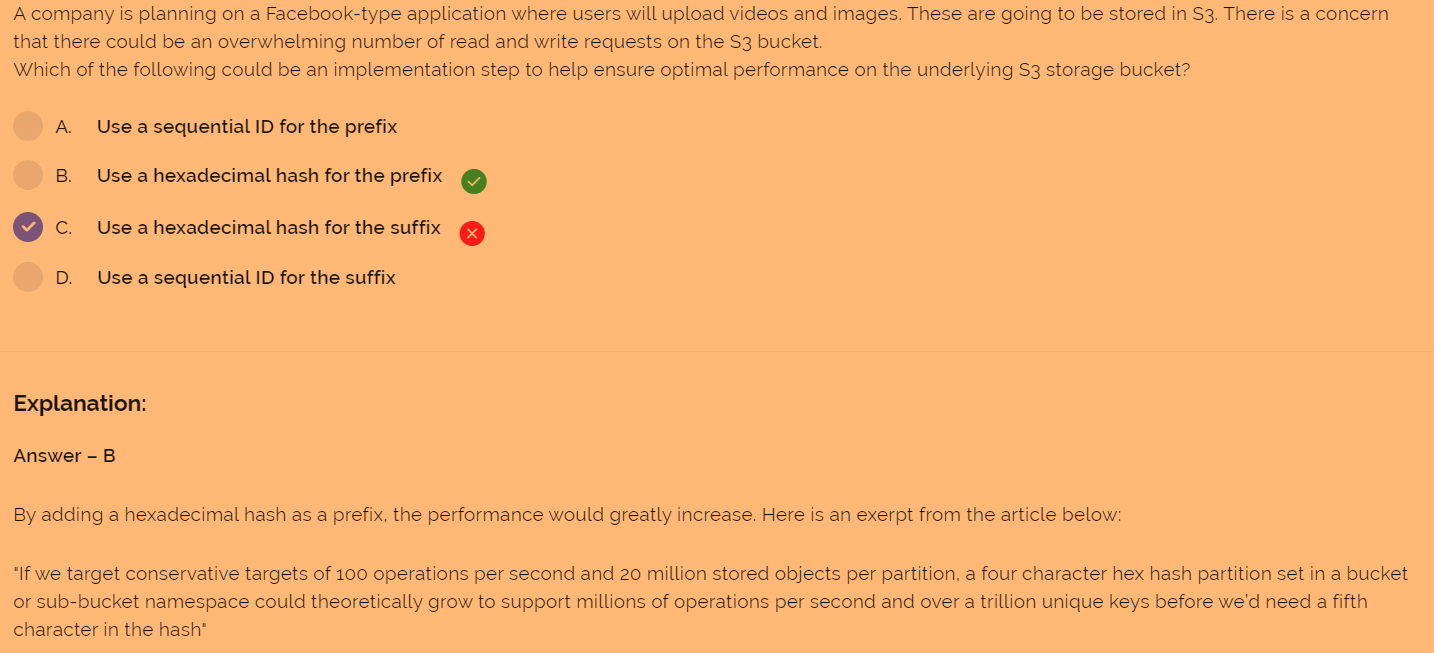 A company is planning on a Facebook-type application where users will upload videos and images. These are going to be stored in S3. There is a concern
that there could be an overwhelming number of read and write requests on the S3 bucket.
Which of the following could be an implementation step to help ensure optimal performance on the underlying S3 storage bucket?
A. Use a sequential ID for the prefix
B. Use a hexadecimal hash for the prefix
C. Use a hexadecimal hash for the suffix
D. Use a sequential ID for the suffix
Explanation:
Answer – B
By adding a hexadecimal hash as a prefix, the performance would greatly increase. Here is an exerpt from the article below:
"If we target conservative targets of 100 operations per second and 20 million stored objects per partition, a four character hex hash partition set in a bucket
or sub-bucket namespace could theoretically grow to support millions of operations per second and over a trillion unique keys before we'd need a fifth
character in the hash"